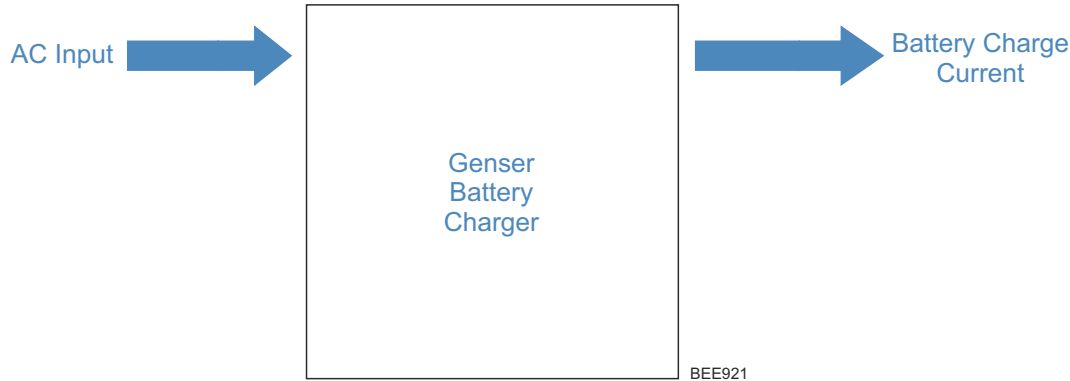 AC Input
Battery Charge
Current
Genser
Battery
Charger
BEE921